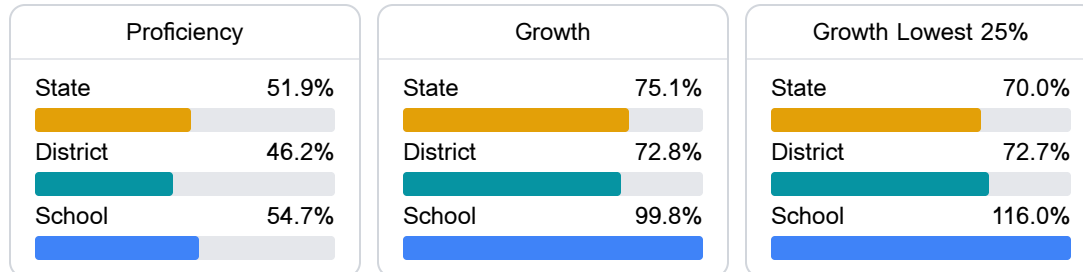 Proficiency
State 51.9%
District 46.2%
School 54.7%
Growth
State 75.1%
District 72.8%
School 99.8%
Growth Lowest 25%
State 70.0%
District 72.7%
School 116.0%